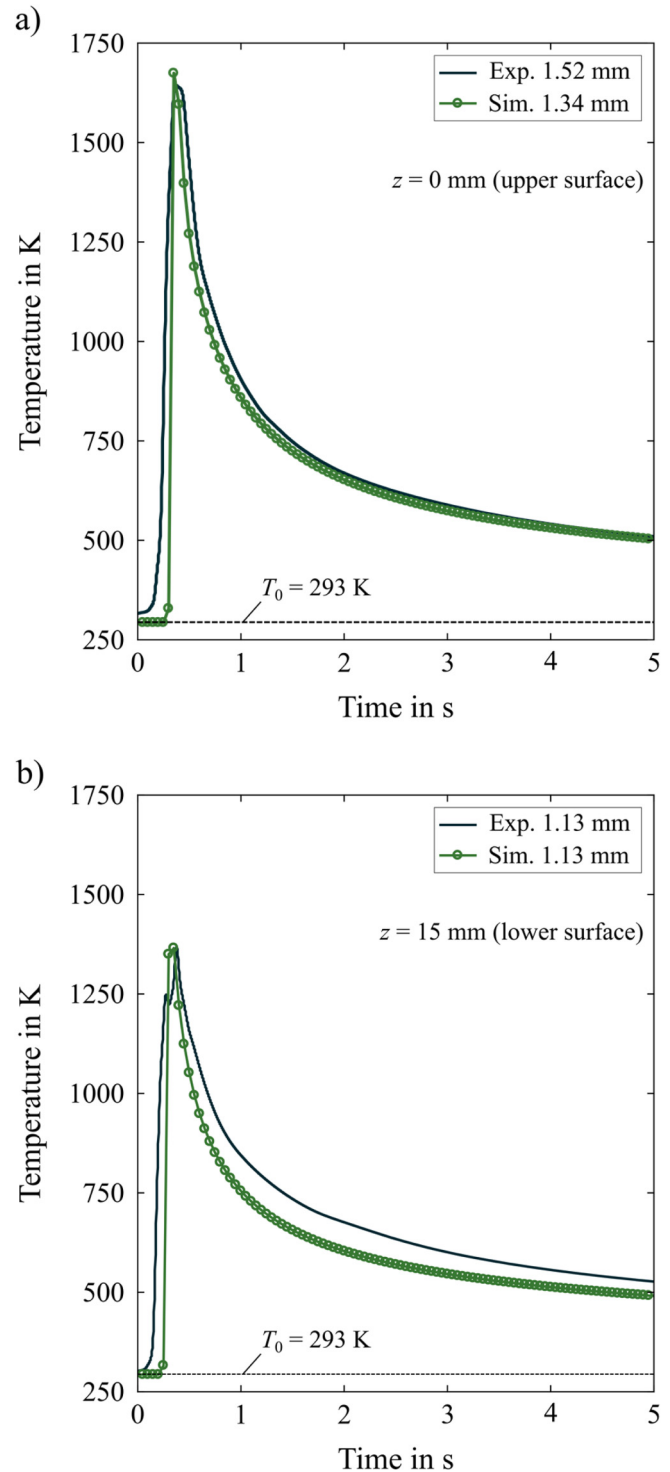 a)
1750
1500
1250
1000
750
500
250
Temperature in K
Exp. 1.52 mm
Sim. 1.34 mm
z = 0 mm (upper surface)
T0 = 293 K
0 1 2 3 4 5
Time in s
b)
1750
1500
1250
1000
750
500
250
Temperature in K
Exp. 1.13 mm
Sim. 1.13 mm
z = 15 mm (lower surface)
T0 = 293 K
0 1 2 3 4 5
Time in s